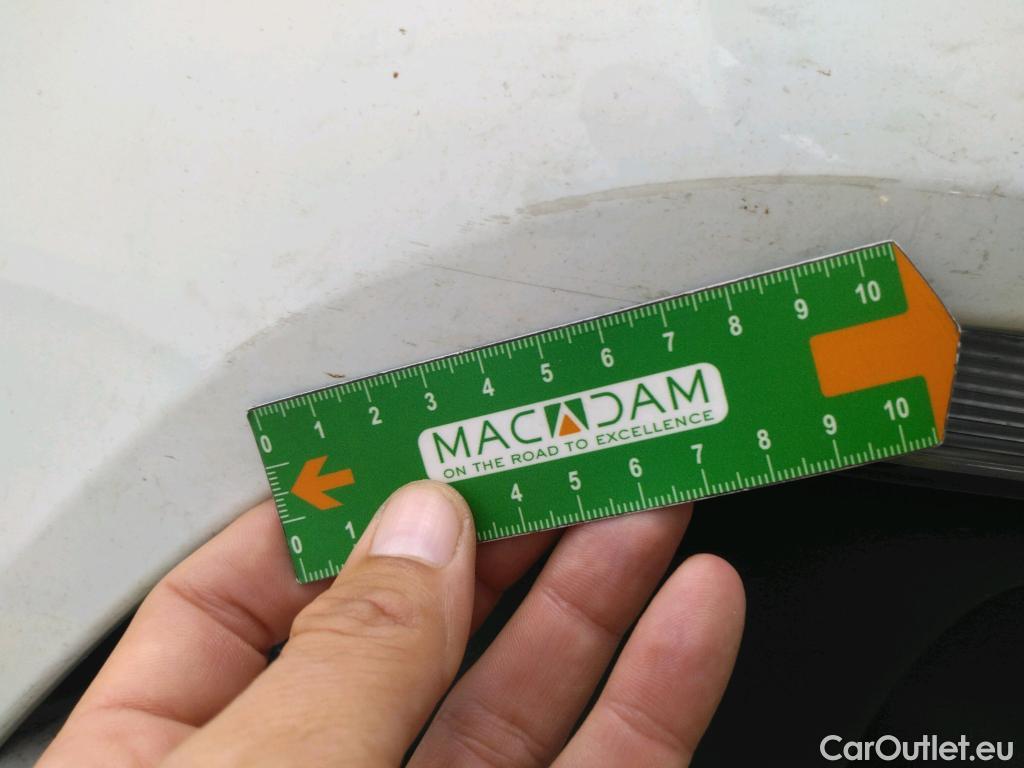 0 1 2 3 4 5 6 7 8 9 10
MACADAM
ON THE ROAD TO EXCELLENCE
0 1 4 5 6 7 8 9 10
CarOutlet.eu